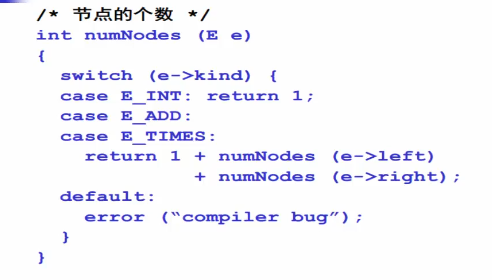 /* 节点的个数 */
int numNodes (E e)
{
  switch (e->kind) {
  case E_INT: return 1;
  case E_ADD:
  case E_TIMES:
    return 1 + numNodes (e->left)
             + numNodes (e->right);
  default:
    error (“compiler bug”);
  }
}